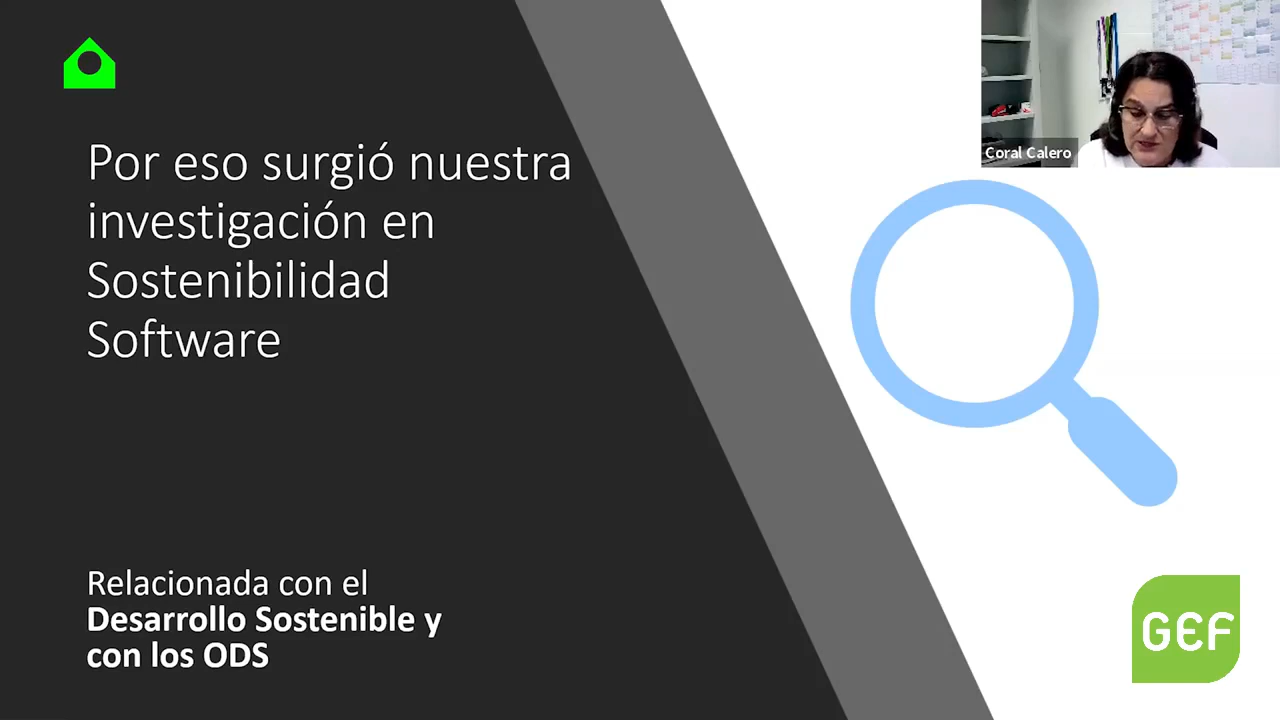 Por eso surgió nuestra
investigación en
Sostenibilidad
Software
Relacionada con el
Desarrollo Sostenible y
con los ODS
Coral Calero
GEF